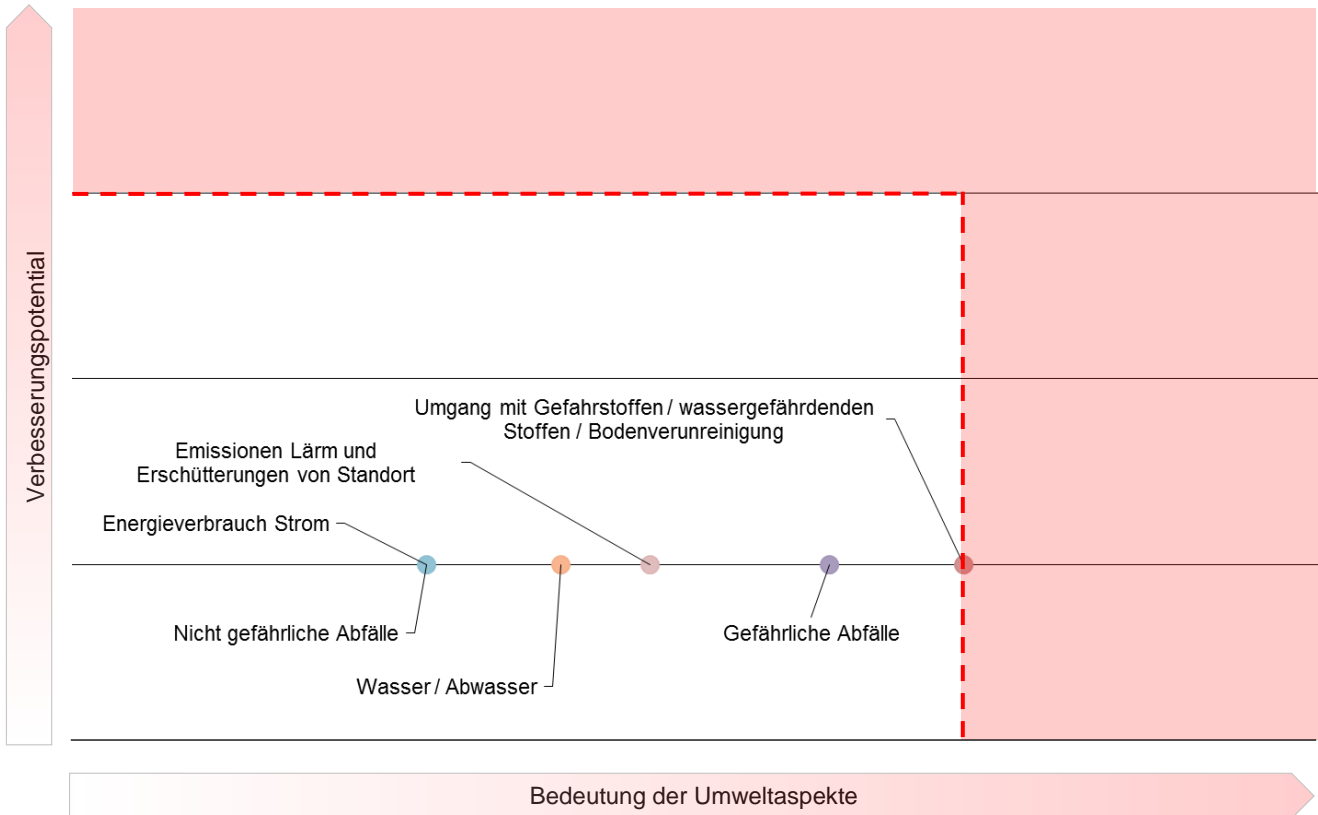 Verbesserungspotential
Umgang mit Gefahrstoffen / wassergefährdenden
Stoffen / Bodenverunreinigung
Emissionen Lärm und
Erschütterungen von Standort
Energieverbrauch Strom
Nicht gefährliche Abfälle
Gefährliche Abfälle
Wasser / Abwasser
Bedeutung der Umweltaspekte